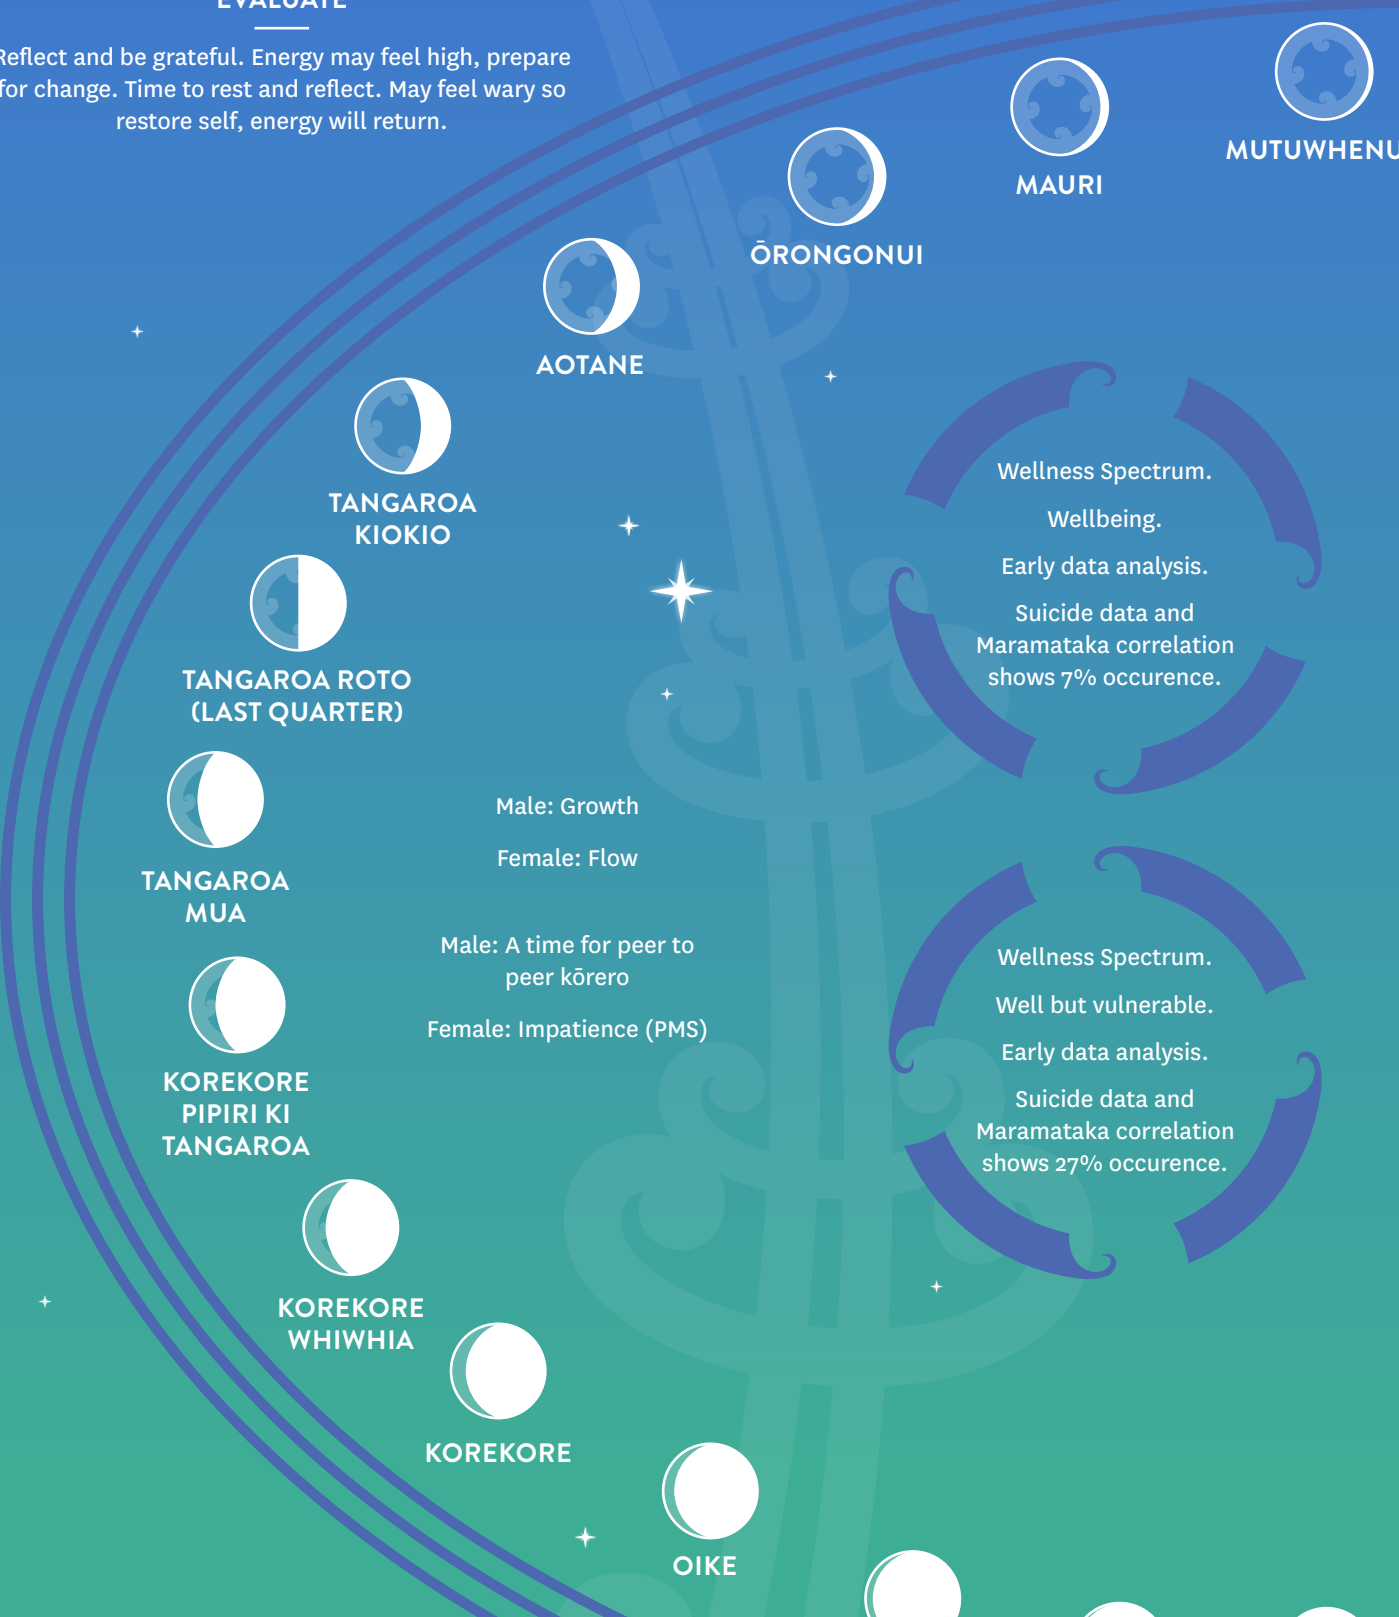 EVALUATE
Reflect and be grateful. Energy may feel high, prepare
for change. Time to rest and reflect. May feel wary so
restore self, energy will return.
MUTUWHENU
MAURI
ŌRONGONUI
AOTANE
TANGAROA
KIOKIO
TANGAROA ROTO
(LAST QUARTER)
TANGAROA
MUA
KOREKORE
PIPIRI KI
TANGAROA
KOREKORE
WHIWHIA
KOREKORE
OIKE
Male: Growth
Female: Flow
Male: A time for peer to
peer kōrero
Female: Impatience (PMS)
Wellness Spectrum.
Wellbeing.
Early data analysis.
Suicide data and
Maramataka correlation
shows 7% occurence.
Wellness Spectrum.
Well but vulnerable.
Early data analysis.
Suicide data and
Maramataka correlation
shows 27% occurence.